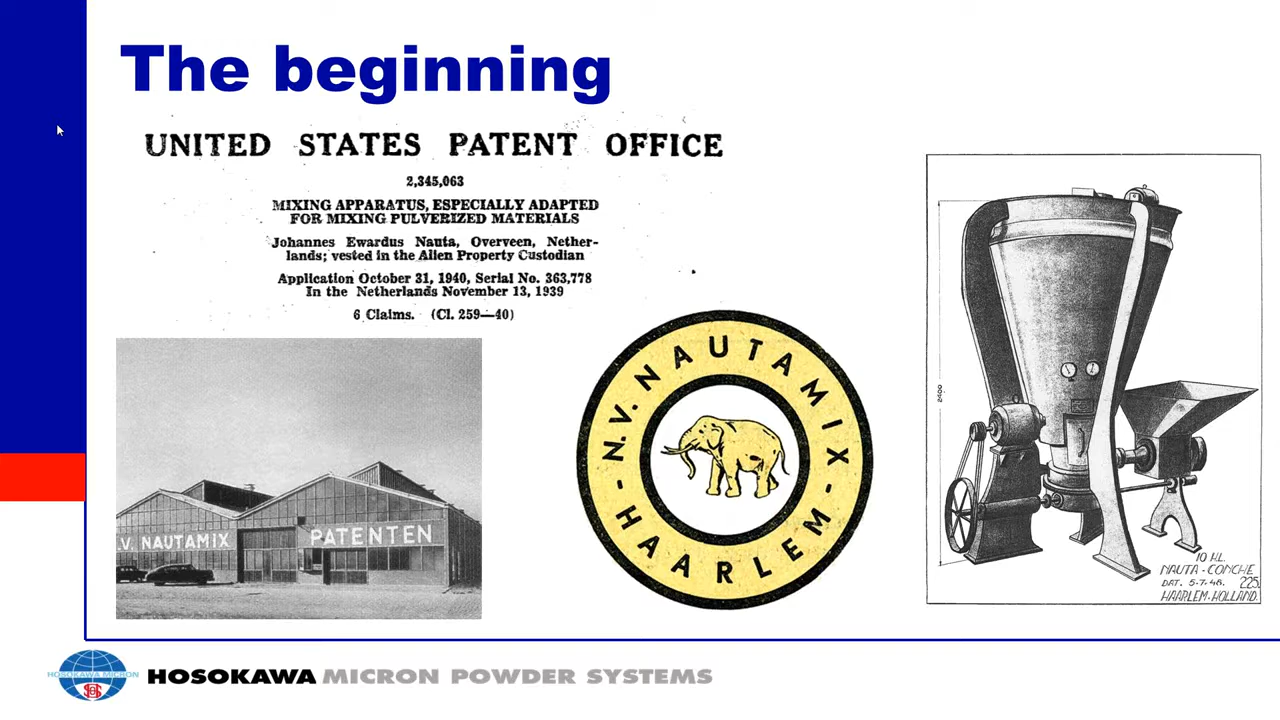 The beginning
UNITED STATES PATENT OFFICE
2,345,063
MIXING APPARATUS, ESPECIALLY ADAPTED
FOR MIXING PULVERIZED MATERIALS
Johannes Ewardus Nauta, Overveen, Nether-
lands; vested in the Alien Property Custodian
Application October 31, 1940, Serial No. 363,778
In the Netherlands November 13, 1939
6 Claims. (Cl. 259—40)
.V. NAUTAMIX PATENTEN
N.V. NAUTAMIX - HAARLEM -
2400
10 HL.
NAUTA-CONCHE
DAT. 5-7-48. 225.
HAARLEM-HOLLAND.
HOSOKAWA MICRON
HOSOKAWA MICRON POWDER SYSTEMS